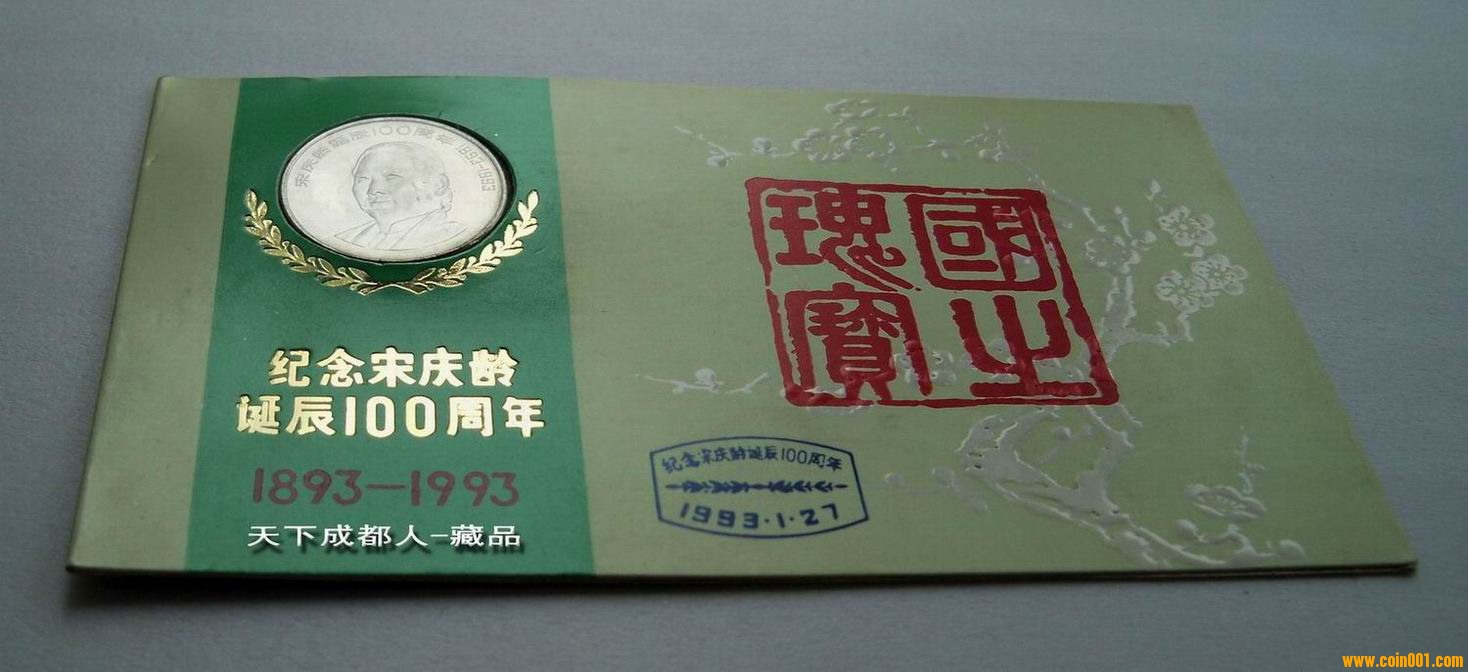 宋庆龄诞辰100周年 1893-1993
纪念宋庆龄
诞辰100周年
1893—1993
天下成都人-藏品
國之
瑰寶
纪念宋庆龄诞辰100周年
1993·1·27
www.coin001.com